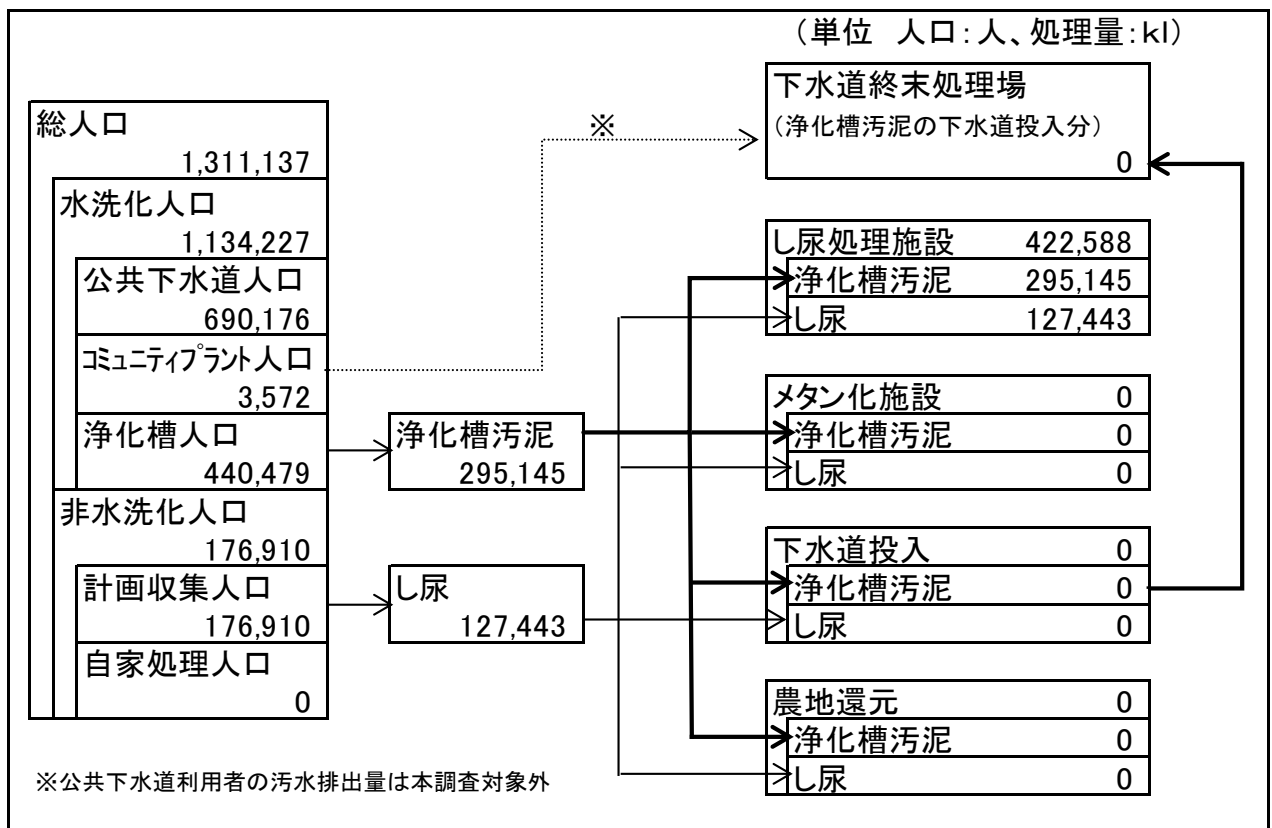 (単位 人口:人、処理量:kl)
総人口
1,311,137
水洗化人口
1,134,227
公共下水道人口
690,176
コミュニティプラント人口
3,572
浄化槽人口
440,479
非水洗化人口
176,910
計画収集人口
176,910
自家処理人口
0
浄化槽汚泥
295,145
し尿
127,443
※
下水道終末処理場
(浄化槽汚泥の下水道投入分)
0
し尿処理施設 422,588
浄化槽汚泥 295,145
し尿 127,443
メタン化施設 0
浄化槽汚泥 0
し尿 0
下水道投入 0
浄化槽汚泥 0
し尿 0
農地還元 0
浄化槽汚泥 0
し尿 0
※公共下水道利用者の汚水排出量は本調査対象外